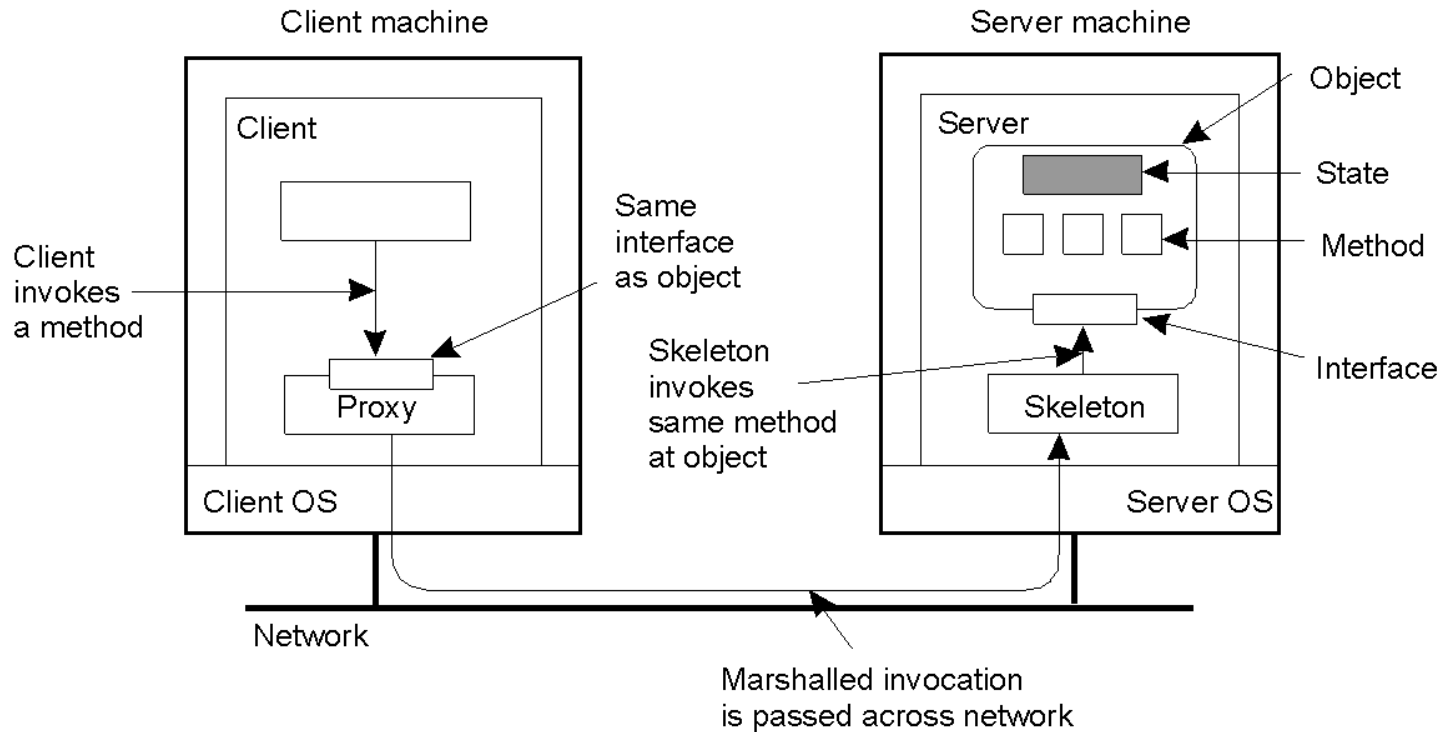 Client machine
Server machine
Object
Client
Server
State
Same
interface
as object
Method
Client
invokes
a method
Skeleton
invokes
same method
at object
Interface
Proxy
Skeleton
Client OS
Server OS
Network
Marshalled invocation
is passed across network